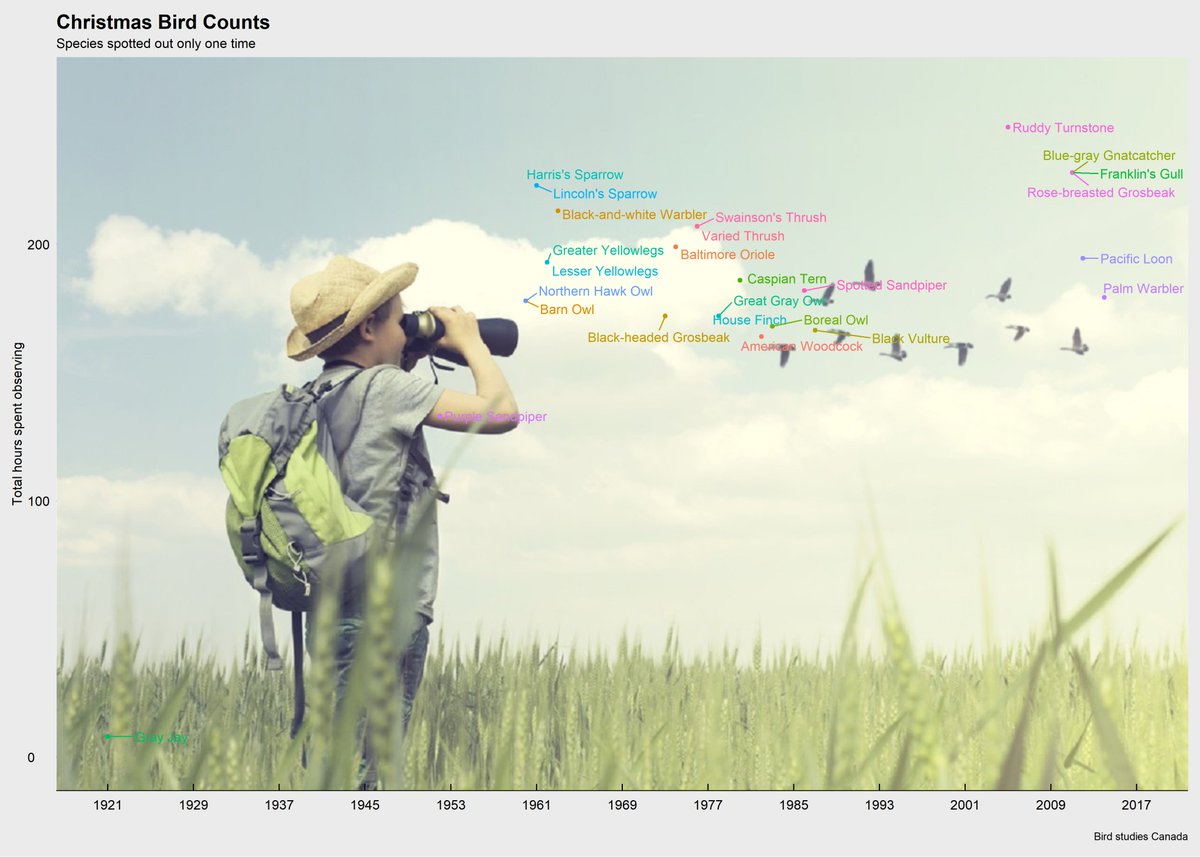 Christmas Bird Counts
Species spotted out only one time
Ruddy Turnstone
Blue-gray Gnatcatcher
Franklin's Gull
Rose-breasted Grosbeak
Harris's Sparrow
Lincoln's Sparrow
Black-and-white Warbler
Swainson's Thrush
Varied Thrush
Baltimore Oriole
Greater Yellowlegs
Lesser Yellowlegs
Northern Hawk Owl
Barn Owl
Black-headed Grosbeak
Caspian Tern
Spotted Sandpiper
Great Gray Owl
House Finch
Boreal Owl
Black Vulture
American Woodcock
Pacific Loon
Palm Warbler
Purple Sandpiper
Gray Jay
Total hours spent observing
200
100
0
1921 1929 1937 1945 1953 1961 1969 1977 1985 1993 2001 2009 2017
Bird studies Canada